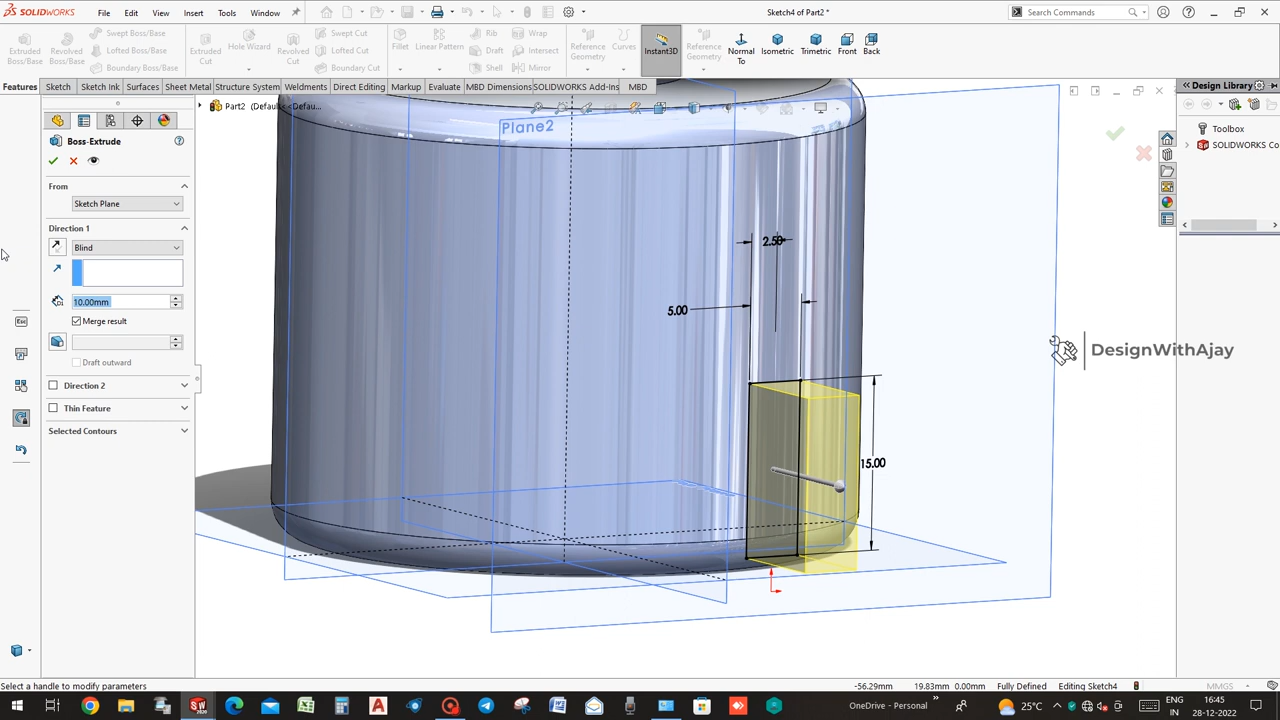 SOLIDWORKS File Edit View Insert Tools Window Sketch4 of Part2 * Search Commands
Extruded Boss/Base Revolved Boss/Base Swept Boss/Base Lofted Boss/Base Boundary Boss/Base Extruded Cut Hole Wizard Revolved Cut Swept Cut Lofted Cut Boundary Cut Fillet Linear Pattern Rib Draft Shell Wrap Intersect Mirror Reference Geometry Curves Instant3D Reference Geometry Normal To Isometric Trimetric Front Back
Features Sketch Sketch Ink Surfaces Sheet Metal Structure System Weldments Direct Editing Markup Evaluate MBD Dimensions SOLIDWORKS Add-Ins MBD
Design Library
Part2 (Default<<Defau...
Toolbox
SOLIDWORKS Co
Boss-Extrude
From
Sketch Plane
Direction 1
Blind
10.00mm
Merge result
Draft outward
Direction 2
Thin Feature
Selected Contours
Plane2
2.50
5.00
15.00
DesignWithAjay
Select a handle to modify parameters -56.29mm 19.83mm 0.00mm Fully Defined Editing Sketch4 MMGS
OneDrive - Personal 25°C ENG IN 16:45 28-12-2022